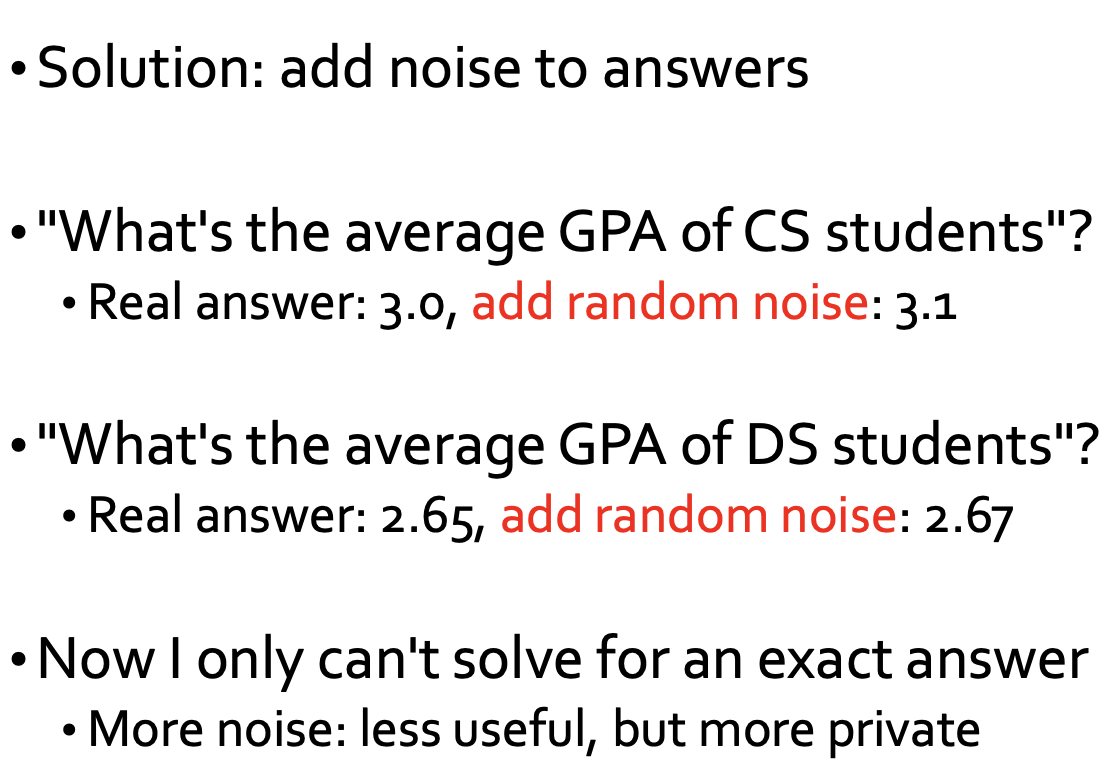 • Solution: add noise to answers
• "What's the average GPA of CS students"?
• Real answer: 3.0, add random noise: 3.1
• "What's the average GPA of DS students"?
• Real answer: 2.65, add random noise: 2.67
• Now I only can't solve for an exact answer
• More noise: less useful, but more private